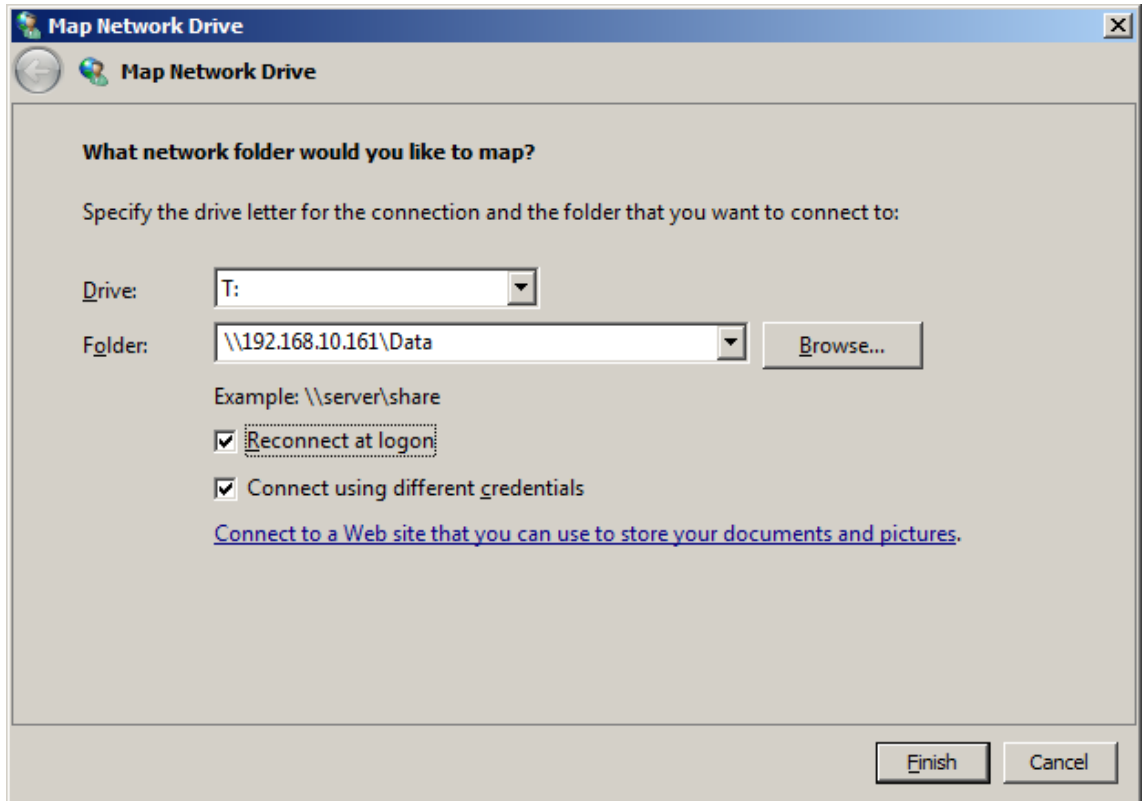 Map Network Drive
Map Network Drive
What network folder would you like to map?
Specify the drive letter for the connection and the folder that you want to connect to:
Drive: T:
Folder: \\192.168.10.161\Data Browse...
Example: \\server\share
Reconnect at logon
Connect using different credentials
Connect to a Web site that you can use to store your documents and pictures.
Finish Cancel